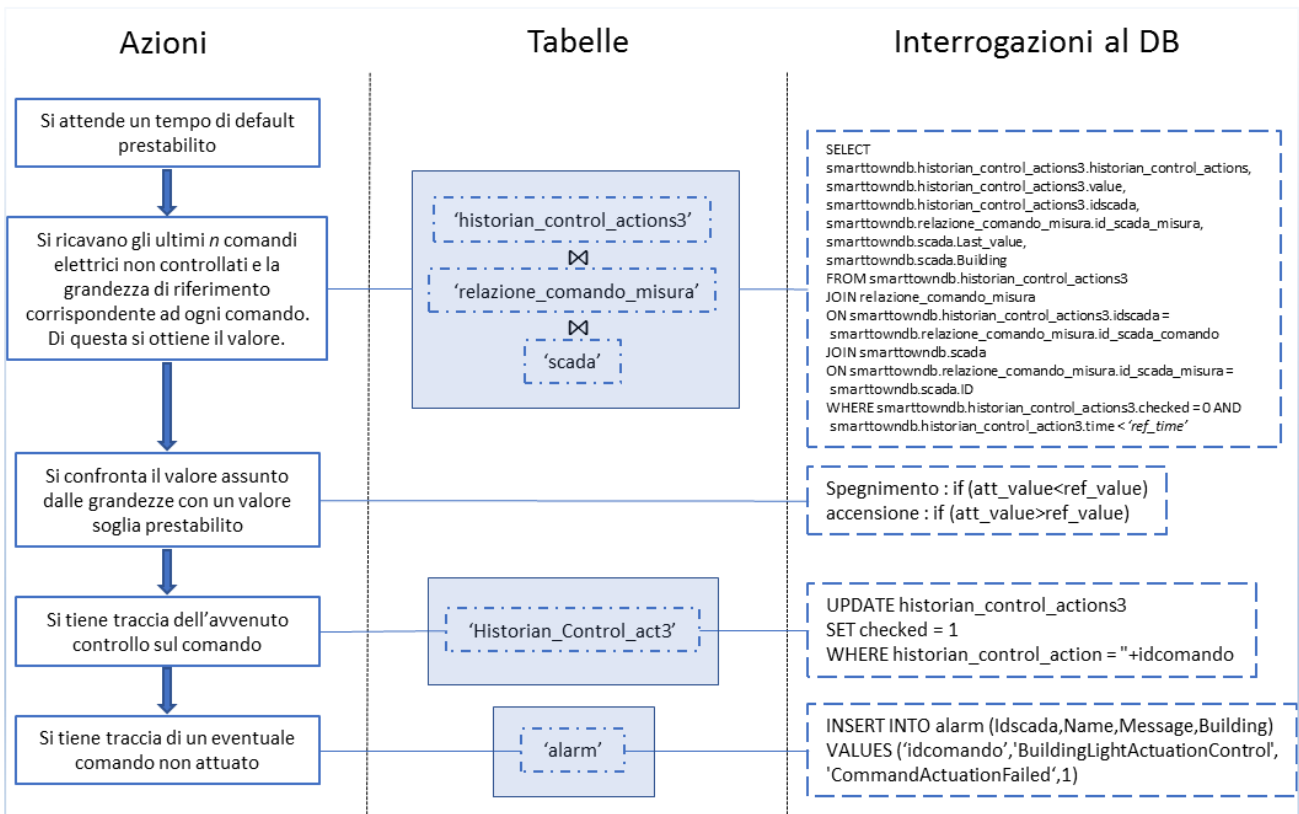 Azioni
Tabelle
Interrogazioni al DB
Si attende un tempo di default
prestabilito
Si ricavano gli ultimi n comandi
elettrici non controllati e la
grandezza di riferimento
corrispondente ad ogni comando.
Di questa si ottiene il valore.
‘historian_control_actions3’
⋈
‘relazione_comando_misura’
⋈
‘scada’
SELECT
smarttowndb.historian_control_actions3.historian_control_actions,
smarttowndb.historian_control_actions3.value,
smarttowndb.historian_control_actions3.idscada,
smarttowndb.relazione_comando_misura.id_scada_misura,
smarttowndb.scada.Last_value,
smarttowndb.scada.Building
FROM smarttowndb.historian_control_actions3
JOIN relazione_comando_misura
ON smarttowndb.historian_control_actions3.idscada =
smarttowndb.relazione_comando_misura.id_scada_comando
JOIN smarttowndb.scada
ON smarttowndb.relazione_comando_misura.id_scada_misura =
smarttowndb.scada.ID
WHERE smarttowndb.historian_control_actions3.checked = 0 AND
smarttowndb.historian_control_action3.time < ‘ref_time’
Si confronta il valore assunto
dalle grandezze con un valore
soglia prestabilito
Spegnimento : if (att_value<ref_value)
accensione : if (att_value>ref_value)
Si tiene traccia dell’avvenuto
controllo sul comando
‘Historian_Control_act3’
UPDATE historian_control_actions3
SET checked = 1
WHERE historian_control_action = "+idcomando
Si tiene traccia di un eventuale
comando non attuato
‘alarm’
INSERT INTO alarm (Idscada,Name,Message,Building)
VALUES (‘idcomando’,'BuildingLightActuationControl',
'CommandActuationFailed‘,1)